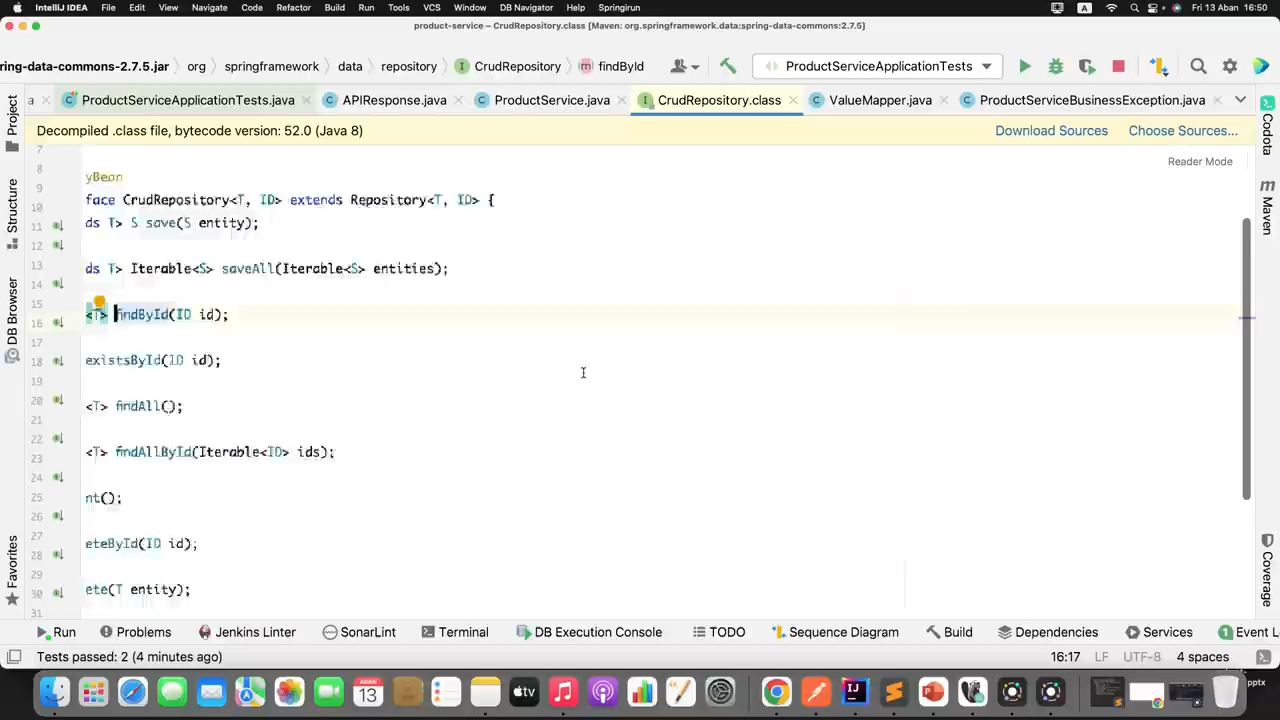 IntelliJ IDEA File Edit View Navigate Code Refactor Build Run Tools VCS Window DB Navigator Help Springirun A Fri 13 Aban 16:50
product-service – CrudRepository.class [Maven: org.springframework.data:spring-data-commons:2.7.5]
ring-data-commons-2.7.5.jar org springframework data repository CrudRepository findById ProductServiceApplicationTests
a ProductServiceApplicationTests.java APIResponse.java ProductService.java CrudRepository.class ValueMapper.java ProductServiceBusinessException.java
Decompiled .class file, bytecode version: 52.0 (Java 8) Download Sources Choose Sources...
Reader Mode
7
8 yBean
9 face CrudRepository<T, ID> extends Repository<T, ID> {
10
11 ds T> S save(S entity);
12
13 ds T> Iterable<S> saveAll(Iterable<S> entities);
14
15 <T> findById(ID id);
16
17
18 existsById(ID id);
19
20 <T> findAll();
21
22 <T> findAllById(Iterable<ID> ids);
23
24
25 nt();
26
27 eteById(ID id);
28
29
30 ete(T entity);
31
Project
Structure
DB Browser
Favorites
Codota
Maven
Coverage
Run Problems Jenkins Linter SonarLint Terminal DB Execution Console TODO Sequence Diagram Build Dependencies Services 1 Event L
Tests passed: 2 (4 minutes ago) 16:17 LF UTF-8 4 spaces
ABAN
13
tv
pptx